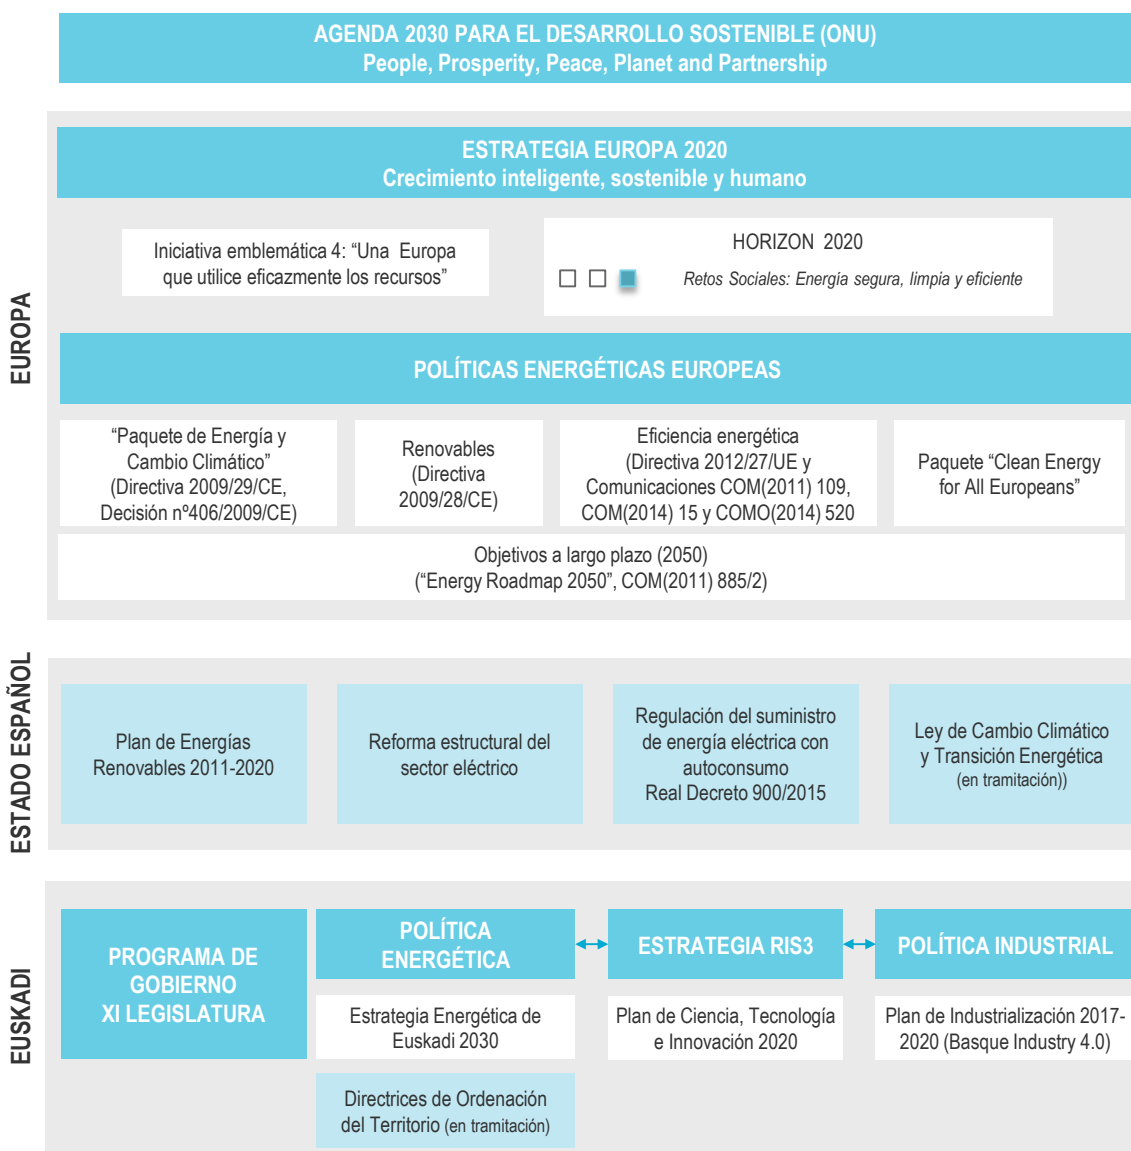 AGENDA 2030 PARA EL DESARROLLO SOSTENIBLE (ONU)
People, Prosperity, Peace, Planet and Partnership
EUROPA
ESTRATEGIA EUROPA 2020
Crecimiento inteligente, sostenible y humano
Iniciativa emblemática 4: “Una Europa
que utilice eficazmente los recursos”
HORIZON 2020
Retos Sociales: Energía segura, limpia y eficiente
POLÍTICAS ENERGÉTICAS EUROPEAS
“Paquete de Energía y
Cambio Climático”
(Directiva 2009/29/CE,
Decisión nº406/2009/CE)
Renovables
(Directiva
2009/28/CE)
Eficiencia energética
(Directiva 2012/27/UE y
Comunicaciones COM(2011) 109,
COM(2014) 15 y COMO(2014) 520
Paquete “Clean Energy
for All Europeans”
Objetivos a largo plazo (2050)
(“Energy Roadmap 2050”, COM(2011) 885/2)
ESTADO ESPAÑOL
Plan de Energías
Renovables 2011-2020
Reforma estructural del
sector eléctrico
Regulación del suministro
de energía eléctrica con
autoconsumo
Real Decreto 900/2015
Ley de Cambio Climático
y Transición Energética
(en tramitación))
EUSKADI
PROGRAMA DE
GOBIERNO
XI LEGISLATURA
POLÍTICA
ENERGÉTICA
Estrategia Energética de
Euskadi 2030
Directrices de Ordenación
del Territorio (en tramitación)
ESTRATEGIA RIS3
Plan de Ciencia, Tecnología
e Innovación 2020
POLÍTICA INDUSTRIAL
Plan de Industrialización 2017-
2020 (Basque Industry 4.0)